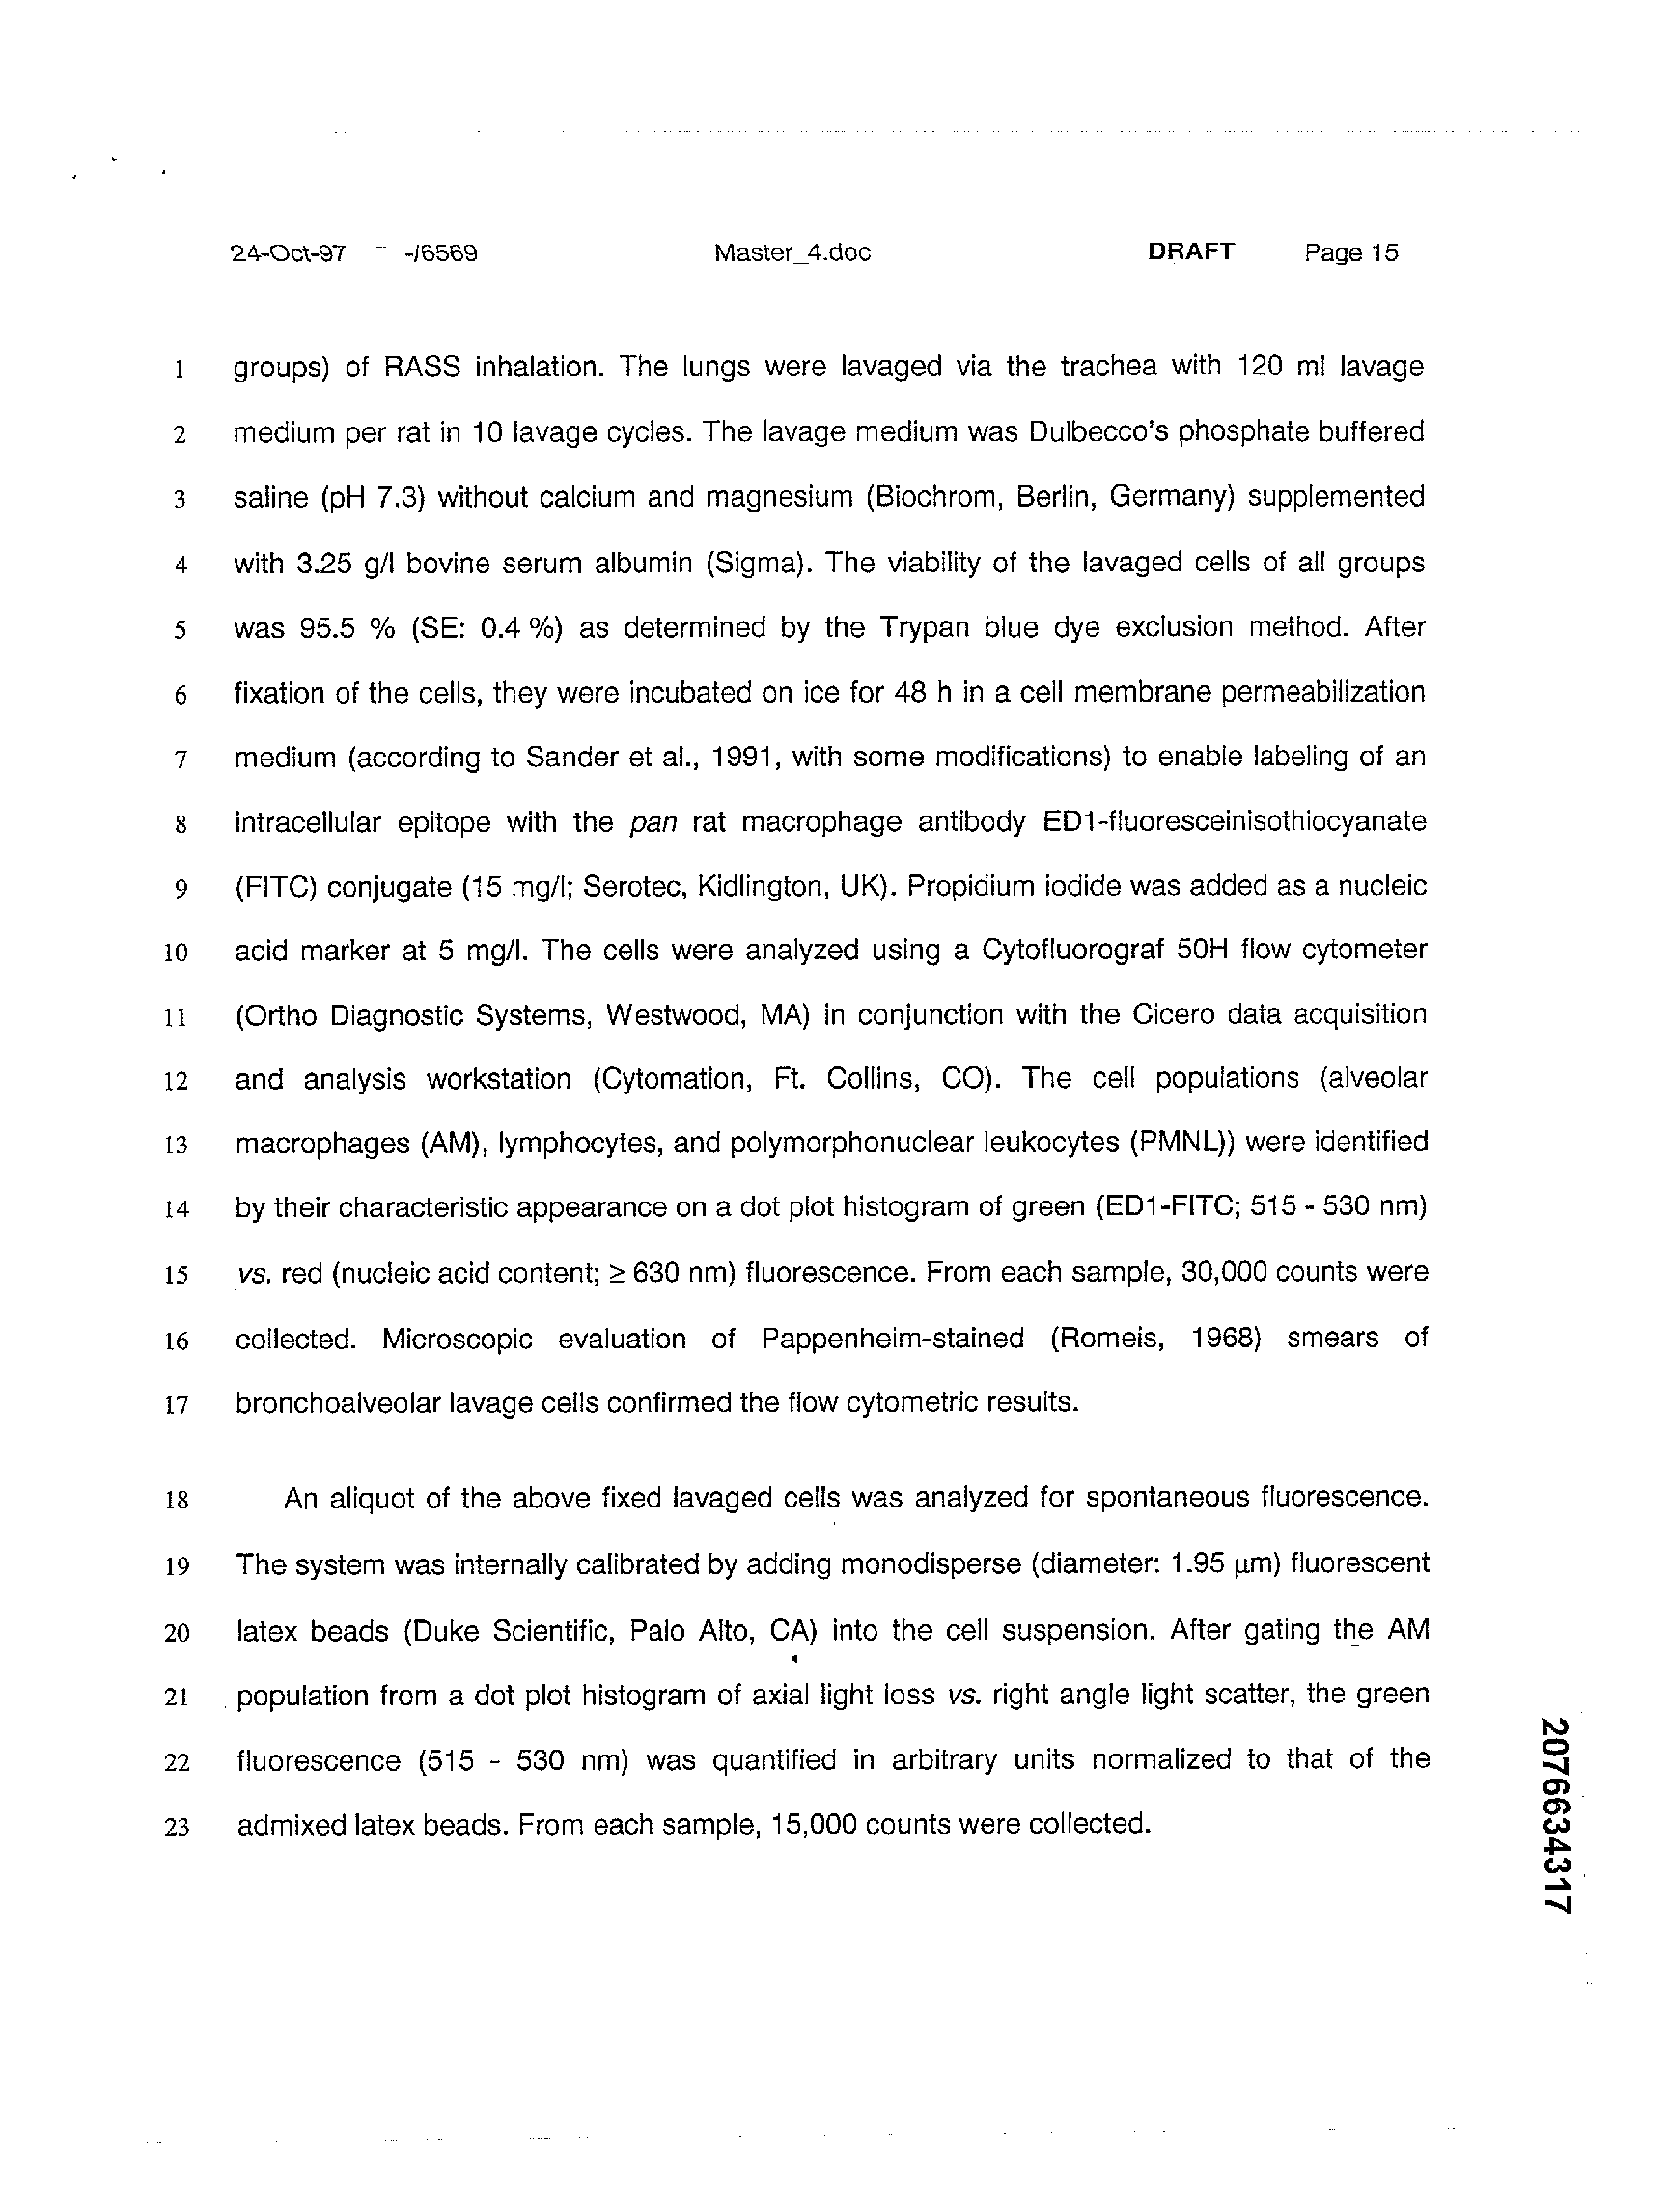 24-Oct-97 - -/6569 Master_4.doc DRAFT Page 15
1 groups) of RASS inhalation. The lungs were lavaged via the trachea with 120 ml lavage
2 medium per rat in 10 lavage cycles. The lavage medium was Dulbecco's phosphate buffered
3 saline (pH 7.3) without calcium and magnesium (Biochrom, Berlin, Germany) supplemented
4 with 3.25 g/l bovine serum albumin (Sigma). The viability of the lavaged cells of all groups
5 was 95.5 % (SE: 0.4 %) as determined by the Trypan blue dye exclusion method. After
6 fixation of the cells, they were incubated on ice for 48 h in a cell membrane permeabilization
7 medium (according to Sander et al., 1991, with some modifications) to enable labeling of an
8 intracellular epitope with the pan rat macrophage antibody ED1-fluoresceinisothiocyanate
9 (FITC) conjugate (15 mg/l; Serotec, Kidlington, UK). Propidium iodide was added as a nucleic
10 acid marker at 5 mg/l. The cells were analyzed using a Cytofluorograf 50H flow cytometer
11 (Ortho Diagnostic Systems, Westwood, MA) in conjunction with the Cicero data acquisition
12 and analysis workstation (Cytomation, Ft. Collins, CO). The cell populations (alveolar
13 macrophages (AM), lymphocytes, and polymorphonuclear leukocytes (PMNL)) were identified
14 by their characteristic appearance on a dot plot histogram of green (ED1-FITC; 515 - 530 nm)
15 vs. red (nucleic acid content; ≥ 630 nm) fluorescence. From each sample, 30,000 counts were
16 collected. Microscopic evaluation of Pappenheim-stained (Romeis, 1968) smears of
17 bronchoalveolar lavage cells confirmed the flow cytometric results.
18 An aliquot of the above fixed lavaged cells was analyzed for spontaneous fluorescence.
19 The system was internally calibrated by adding monodisperse (diameter: 1.95 µm) fluorescent
20 latex beads (Duke Scientific, Palo Alto, CA) into the cell suspension. After gating the AM
21 population from a dot plot histogram of axial light loss vs. right angle light scatter, the green
22 fluorescence (515 - 530 nm) was quantified in arbitrary units normalized to that of the
23 admixed latex beads. From each sample, 15,000 counts were collected.
2076634317